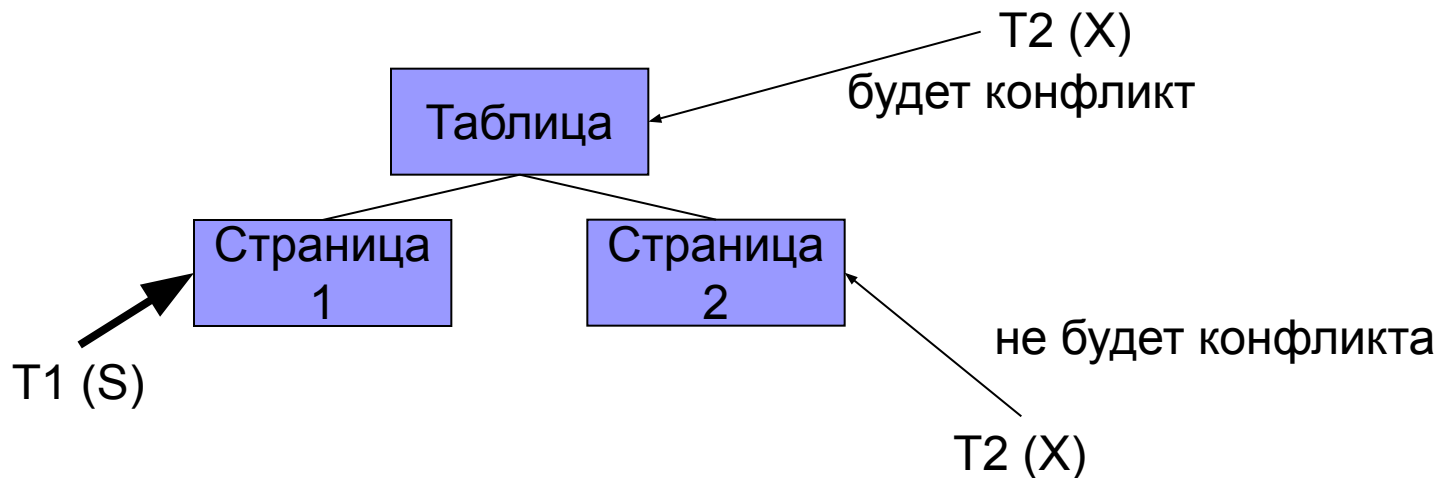 T2 (X)
будет конфликт
Таблица
Страница
1
Страница
2
T1 (S)
не будет конфликта
T2 (X)